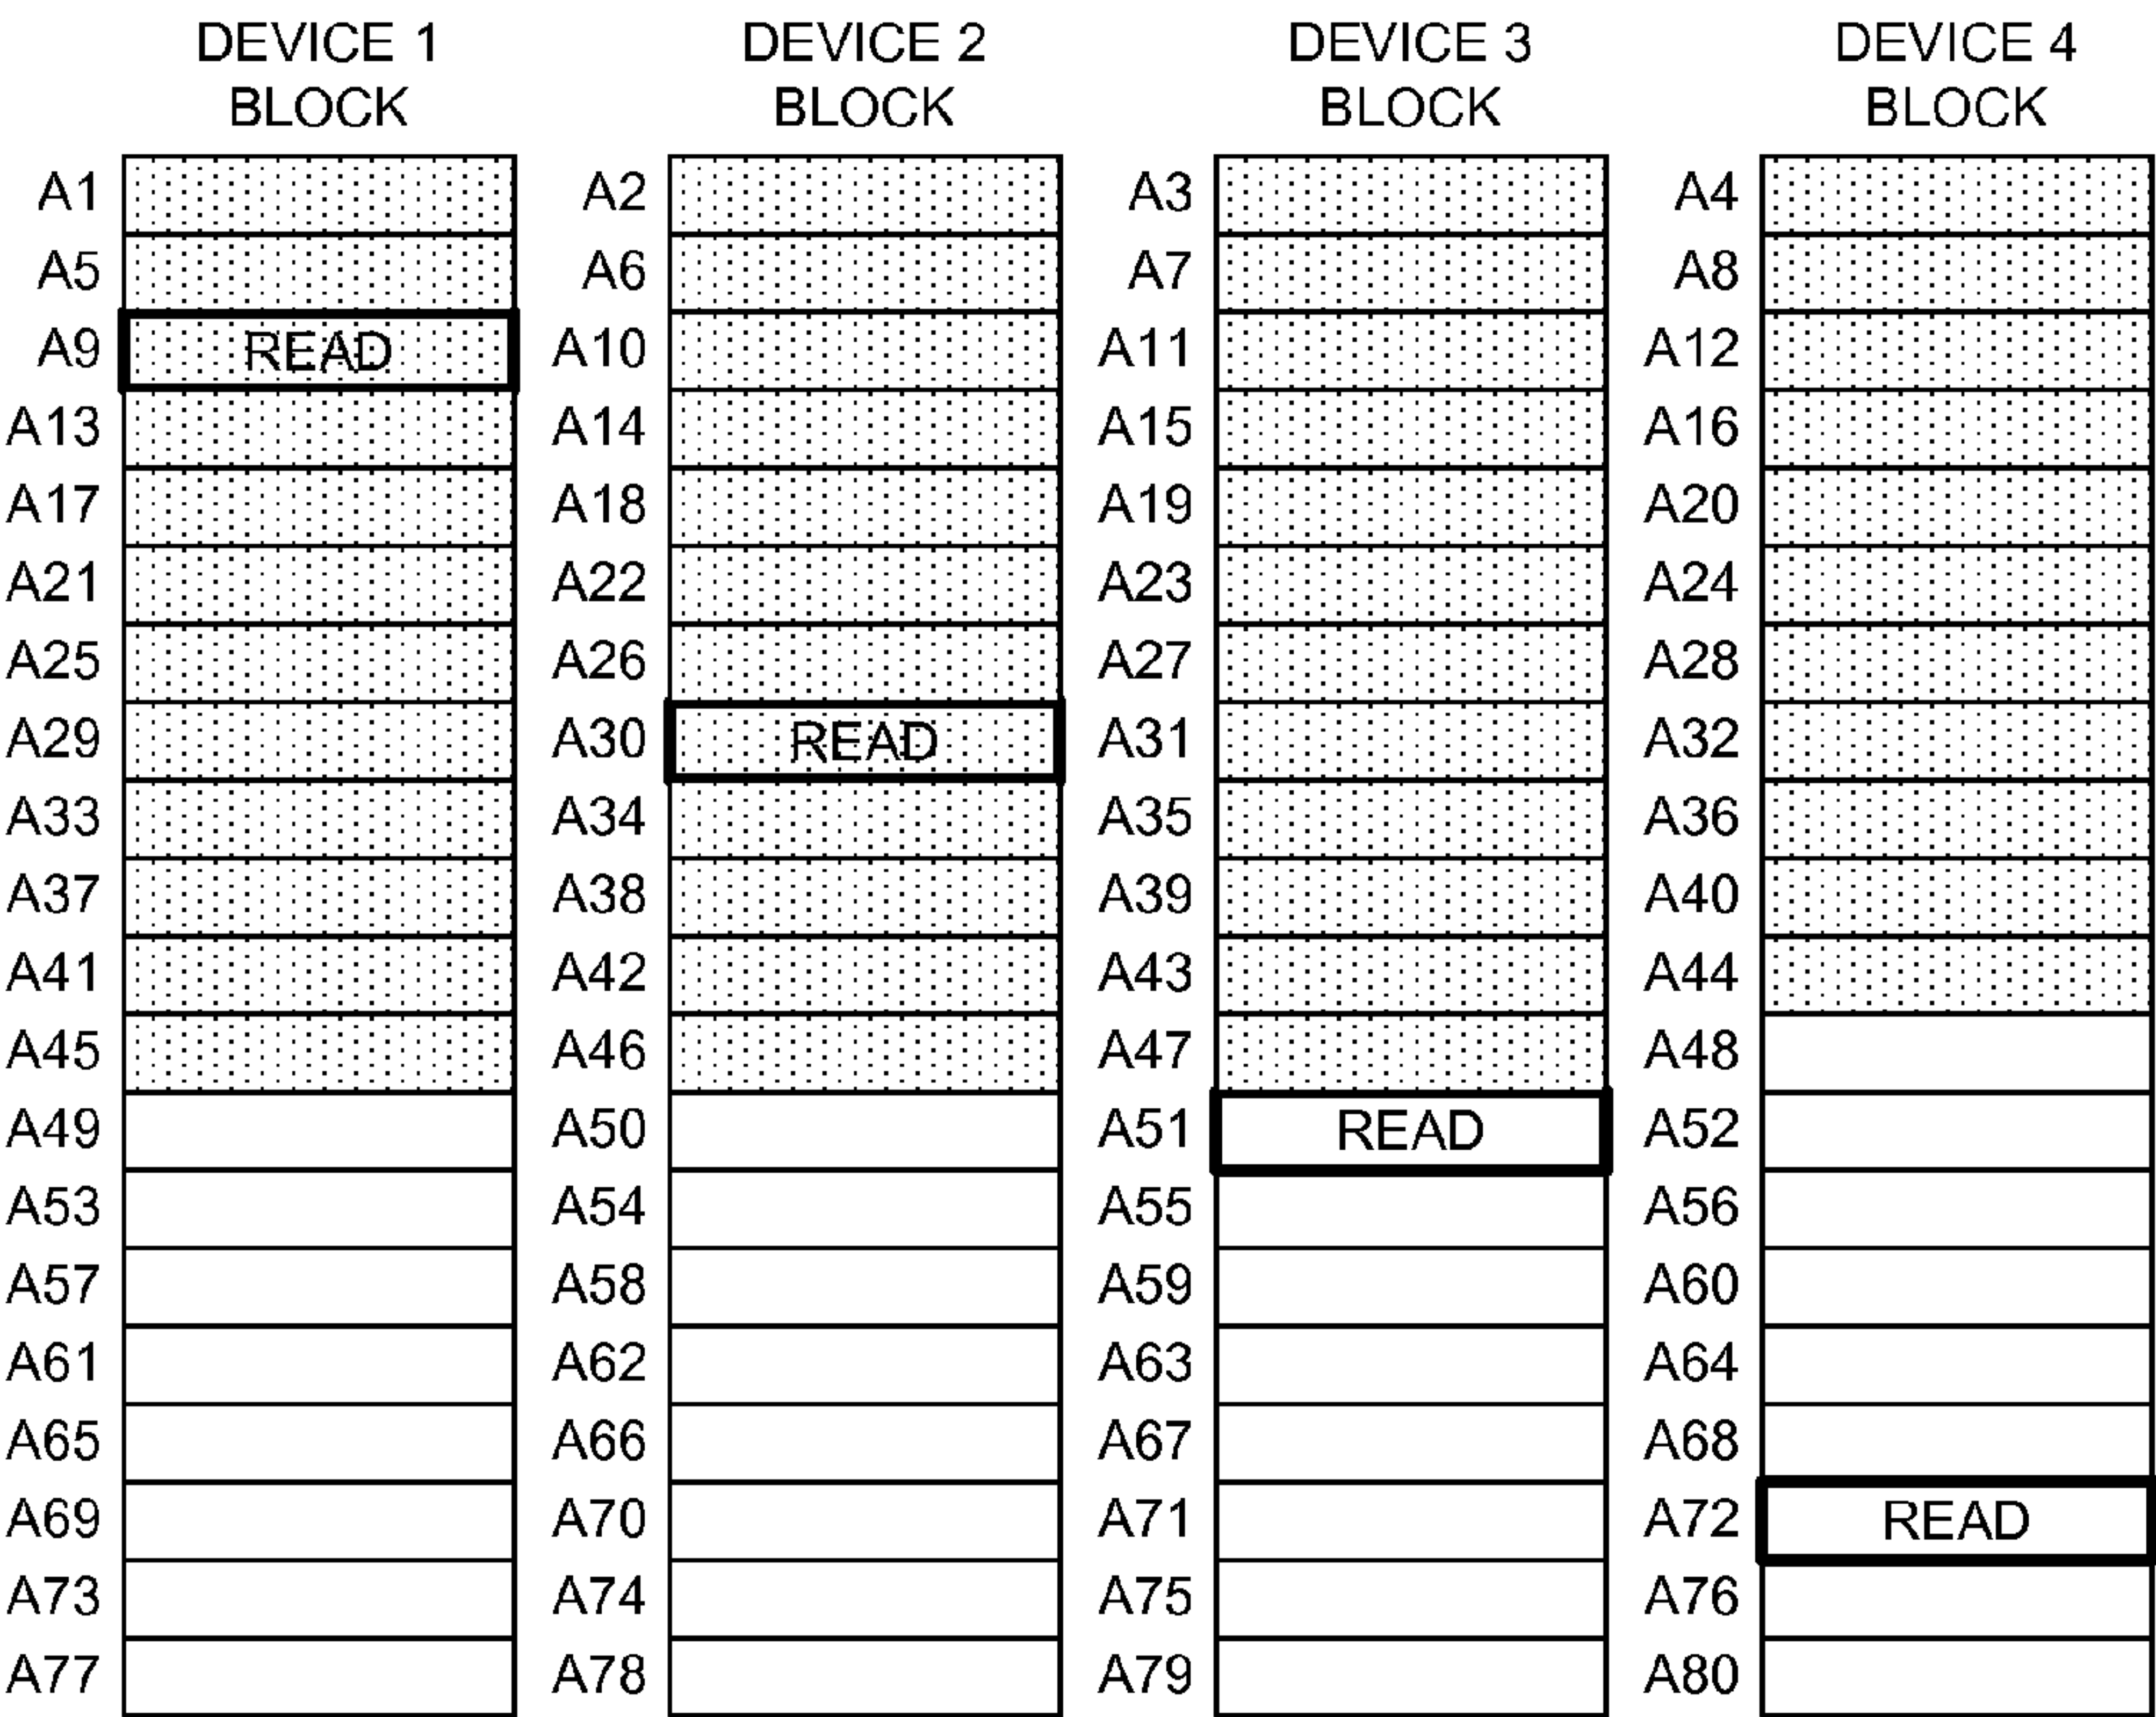 DEVICE 1 DEVICE 2 DEVICE 3 DEVICE 4
BLOCK BLOCK BLOCK BLOCK
A1 A2 A3 A4
A5 A6 A7 A8
A9 READ A10 A11 A12
A13 A14 A15 A16
A17 A18 A19 A20
A21 A22 A23 A24
A25 A26 A27 A28
A29 A30 READ A31 A32
A33 A34 A35 A36
A37 A38 A39 A40
A41 A42 A43 A44
A45 A46 A47 A48
A49 A50 A51 READ A52
A53 A54 A55 A56
A57 A58 A59 A60
A61 A62 A63 A64
A65 A66 A67 A68
A69 A70 A71 A72 READ
A73 A74 A75 A76
A77 A78 A79 A80